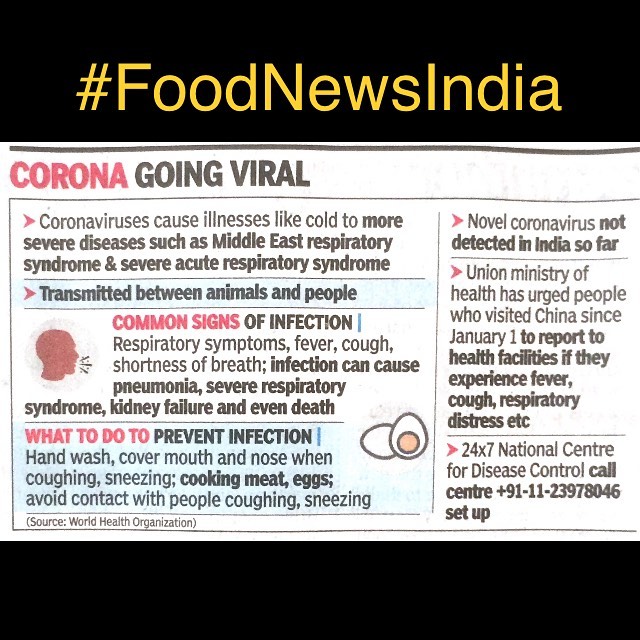 #FoodNewsIndia
CORONA GOING VIRAL
➤ Coronaviruses cause illnesses like cold to more
severe diseases such as Middle East respiratory
syndrome & severe acute respiratory syndrome
➤ Transmitted between animals and people
COMMON SIGNS OF INFECTION |
Respiratory symptoms, fever, cough,
shortness of breath; infection can cause
pneumonia, severe respiratory
syndrome, kidney failure and even death
WHAT TO DO TO PREVENT INFECTION |
Hand wash, cover mouth and nose when
coughing, sneezing; cooking meat, eggs;
avoid contact with people coughing, sneezing
(Source: World Health Organization)
➤ Novel coronavirus not
detected in India so far
➤ Union ministry of
health has urged people
who visited China since
January 1 to report to
health facilities if they
experience fever,
cough, respiratory
distress etc
➤ 24x7 National Centre
for Disease Control call
centre +91-11-23978046
set up